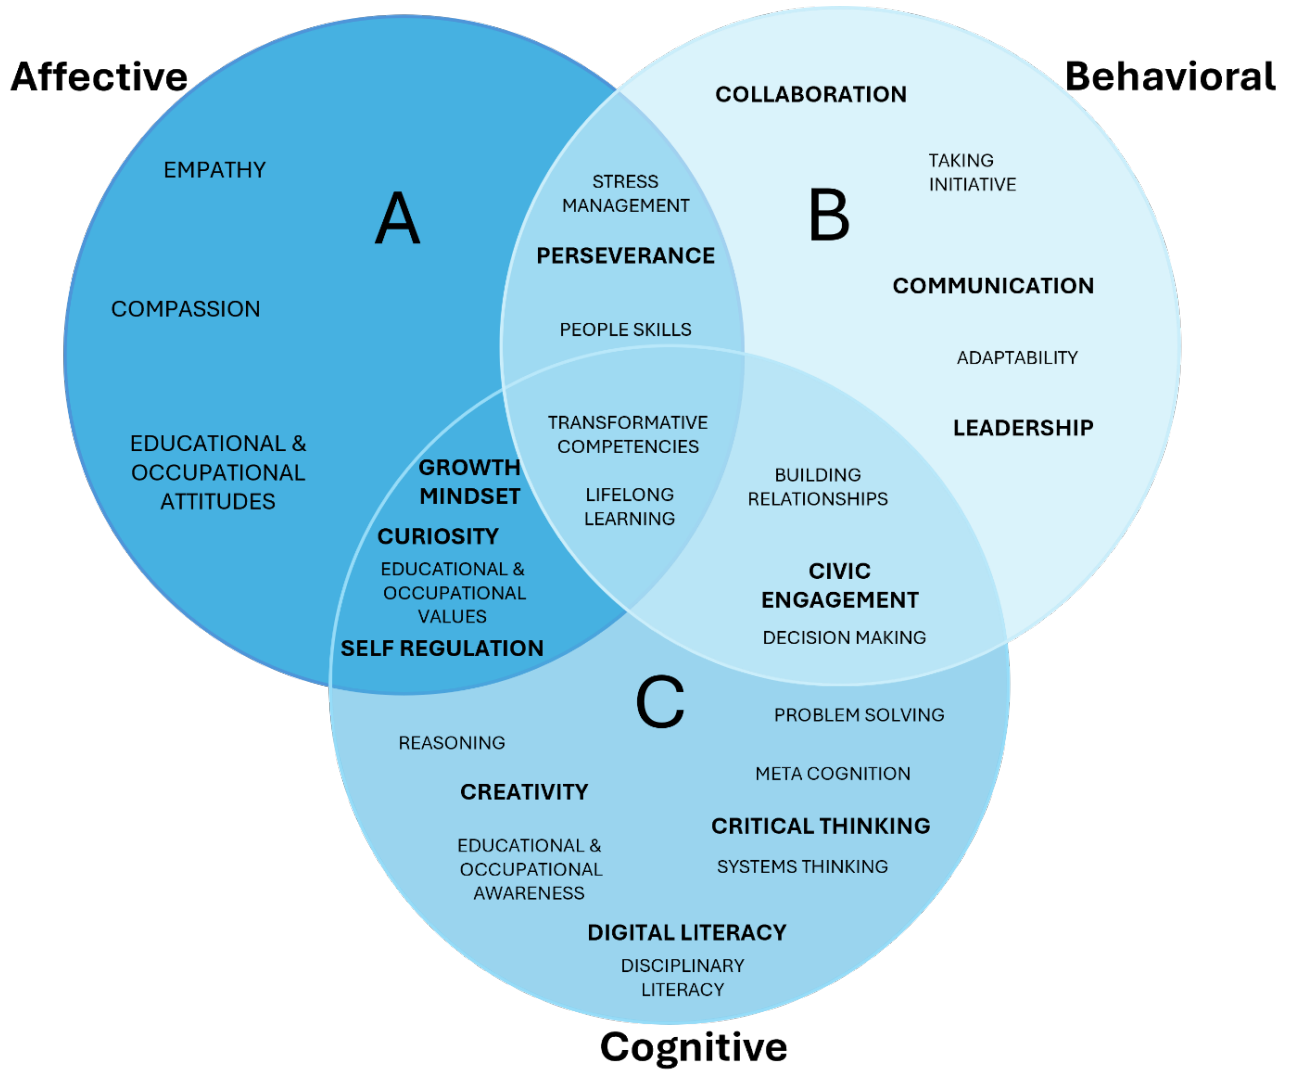 Affective
Behavioral
COLLABORATION
EMPATHY
A
STRESS
MANAGEMENT
PERSEVERANCE
PEOPLE SKILLS
B
TAKING
INITIATIVE
COMMUNICATION
ADAPTABILITY
LEADERSHIP
COMPASSION
EDUCATIONAL &
OCCUPATIONAL
ATTITUDES
GROWTH
MINDSET
CURIOSITY
EDUCATIONAL &
OCCUPATIONAL
VALUES
SELF REGULATION
TRANSFORMATIVE
COMPETENCIES
LIFELONG
LEARNING
BUILDING
RELATIONSHIPS
CIVIC
ENGAGEMENT
DECISION MAKING
C
REASONING
CREATIVITY
EDUCATIONAL &
OCCUPATIONAL
AWARENESS
PROBLEM SOLVING
META COGNITION
CRITICAL THINKING
SYSTEMS THINKING
DIGITAL LITERACY
DISCIPLINARY
LITERACY
Cognitive